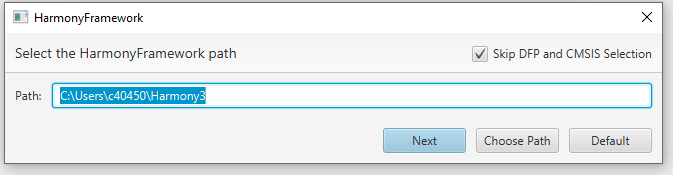 HarmonyFramework
Select the HarmonyFramework path
Skip DFP and CMSIS Selection
Path: C:\Users\c40450\Harmony3
Next Choose Path Default